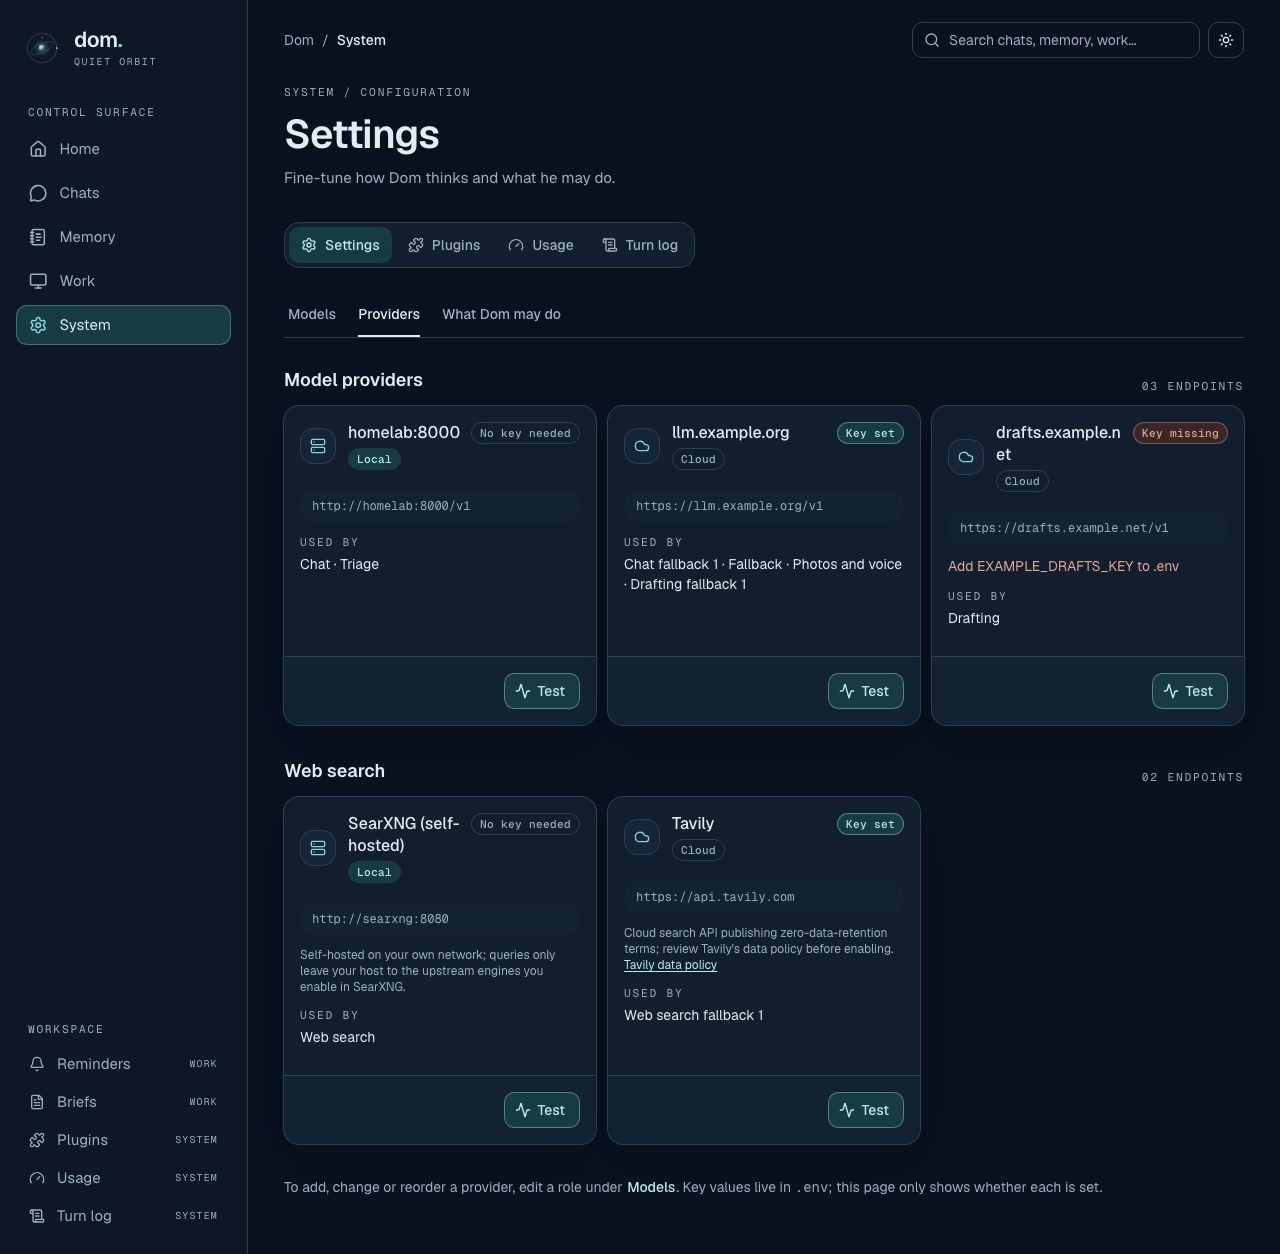 dom.
QUIET ORBIT
CONTROL SURFACE
Home
Chats
Memory
Work
System
WORKSPACE
Reminders WORK
Briefs WORK
Plugins SYSTEM
Usage SYSTEM
Turn log SYSTEM
Dom / System
Search chats, memory, work…
SYSTEM / CONFIGURATION
Settings
Fine-tune how Dom thinks and what he may do.
Settings Plugins Usage Turn log
Models Providers What Dom may do
Model providers
03 ENDPOINTS
homelab:8000 No key needed
Local
http://homelab:8000/v1
USED BY
Chat · Triage
Test
llm.example.org Key set
Cloud
https://llm.example.org/v1
USED BY
Chat fallback 1 · Fallback · Photos and voice
· Drafting fallback 1
Test
drafts.example.n Key missing
et
Cloud
https://drafts.example.net/v1
Add EXAMPLE_DRAFTS_KEY to .env
USED BY
Drafting
Test
Web search
02 ENDPOINTS
SearXNG (self- No key needed
hosted)
Local
http://searxng:8080
Self-hosted on your own network; queries only
leave your host to the upstream engines you
enable in SearXNG.
USED BY
Web search
Test
Tavily Key set
Cloud
https://api.tavily.com
Cloud search API publishing zero-data-retention
terms; review Tavily's data policy before enabling.
Tavily data policy
USED BY
Web search fallback 1
Test
To add, change or reorder a provider, edit a role under Models. Key values live in .env; this page only shows whether each is set.